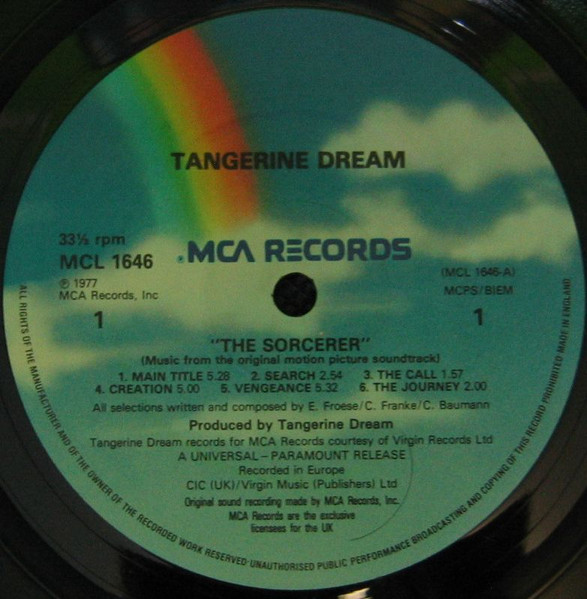 TANGERINE DREAM
MCA RECORDS
33⅓ rpm
MCL 1646
℗ 1977
MCA Records, Inc
1
(MCL 1646-A)
MCPS/BIEM
1
"THE SORCERER"
(Music from the original motion picture soundtrack)
1. MAIN TITLE 5.28 2. SEARCH 2.54 3. THE CALL 1.57
4. CREATION 5.00 5. VENGEANCE 5.32 6. THE JOURNEY 2.00
All selections written and composed by E. Froese/C. Franke/C. Baumann
Produced by Tangerine Dream
Tangerine Dream records for MCA Records courtesy of Virgin Records Ltd
A UNIVERSAL – PARAMOUNT RELEASE
Recorded in Europe
CIC (UK)/Virgin Music (Publishers) Ltd
Original sound recording made by MCA Records, Inc.
MCA Records are the exclusive
licensees for the UK
ALL RIGHTS OF THE MANUFACTURER AND OF THE OWNER OF THE RECORDED WORK RESERVED·UNAUTHORISED PUBLIC PERFORMANCE BROADCASTING AND COPYING OF THIS RECORD PROHIBITED MADE IN ENGLAND